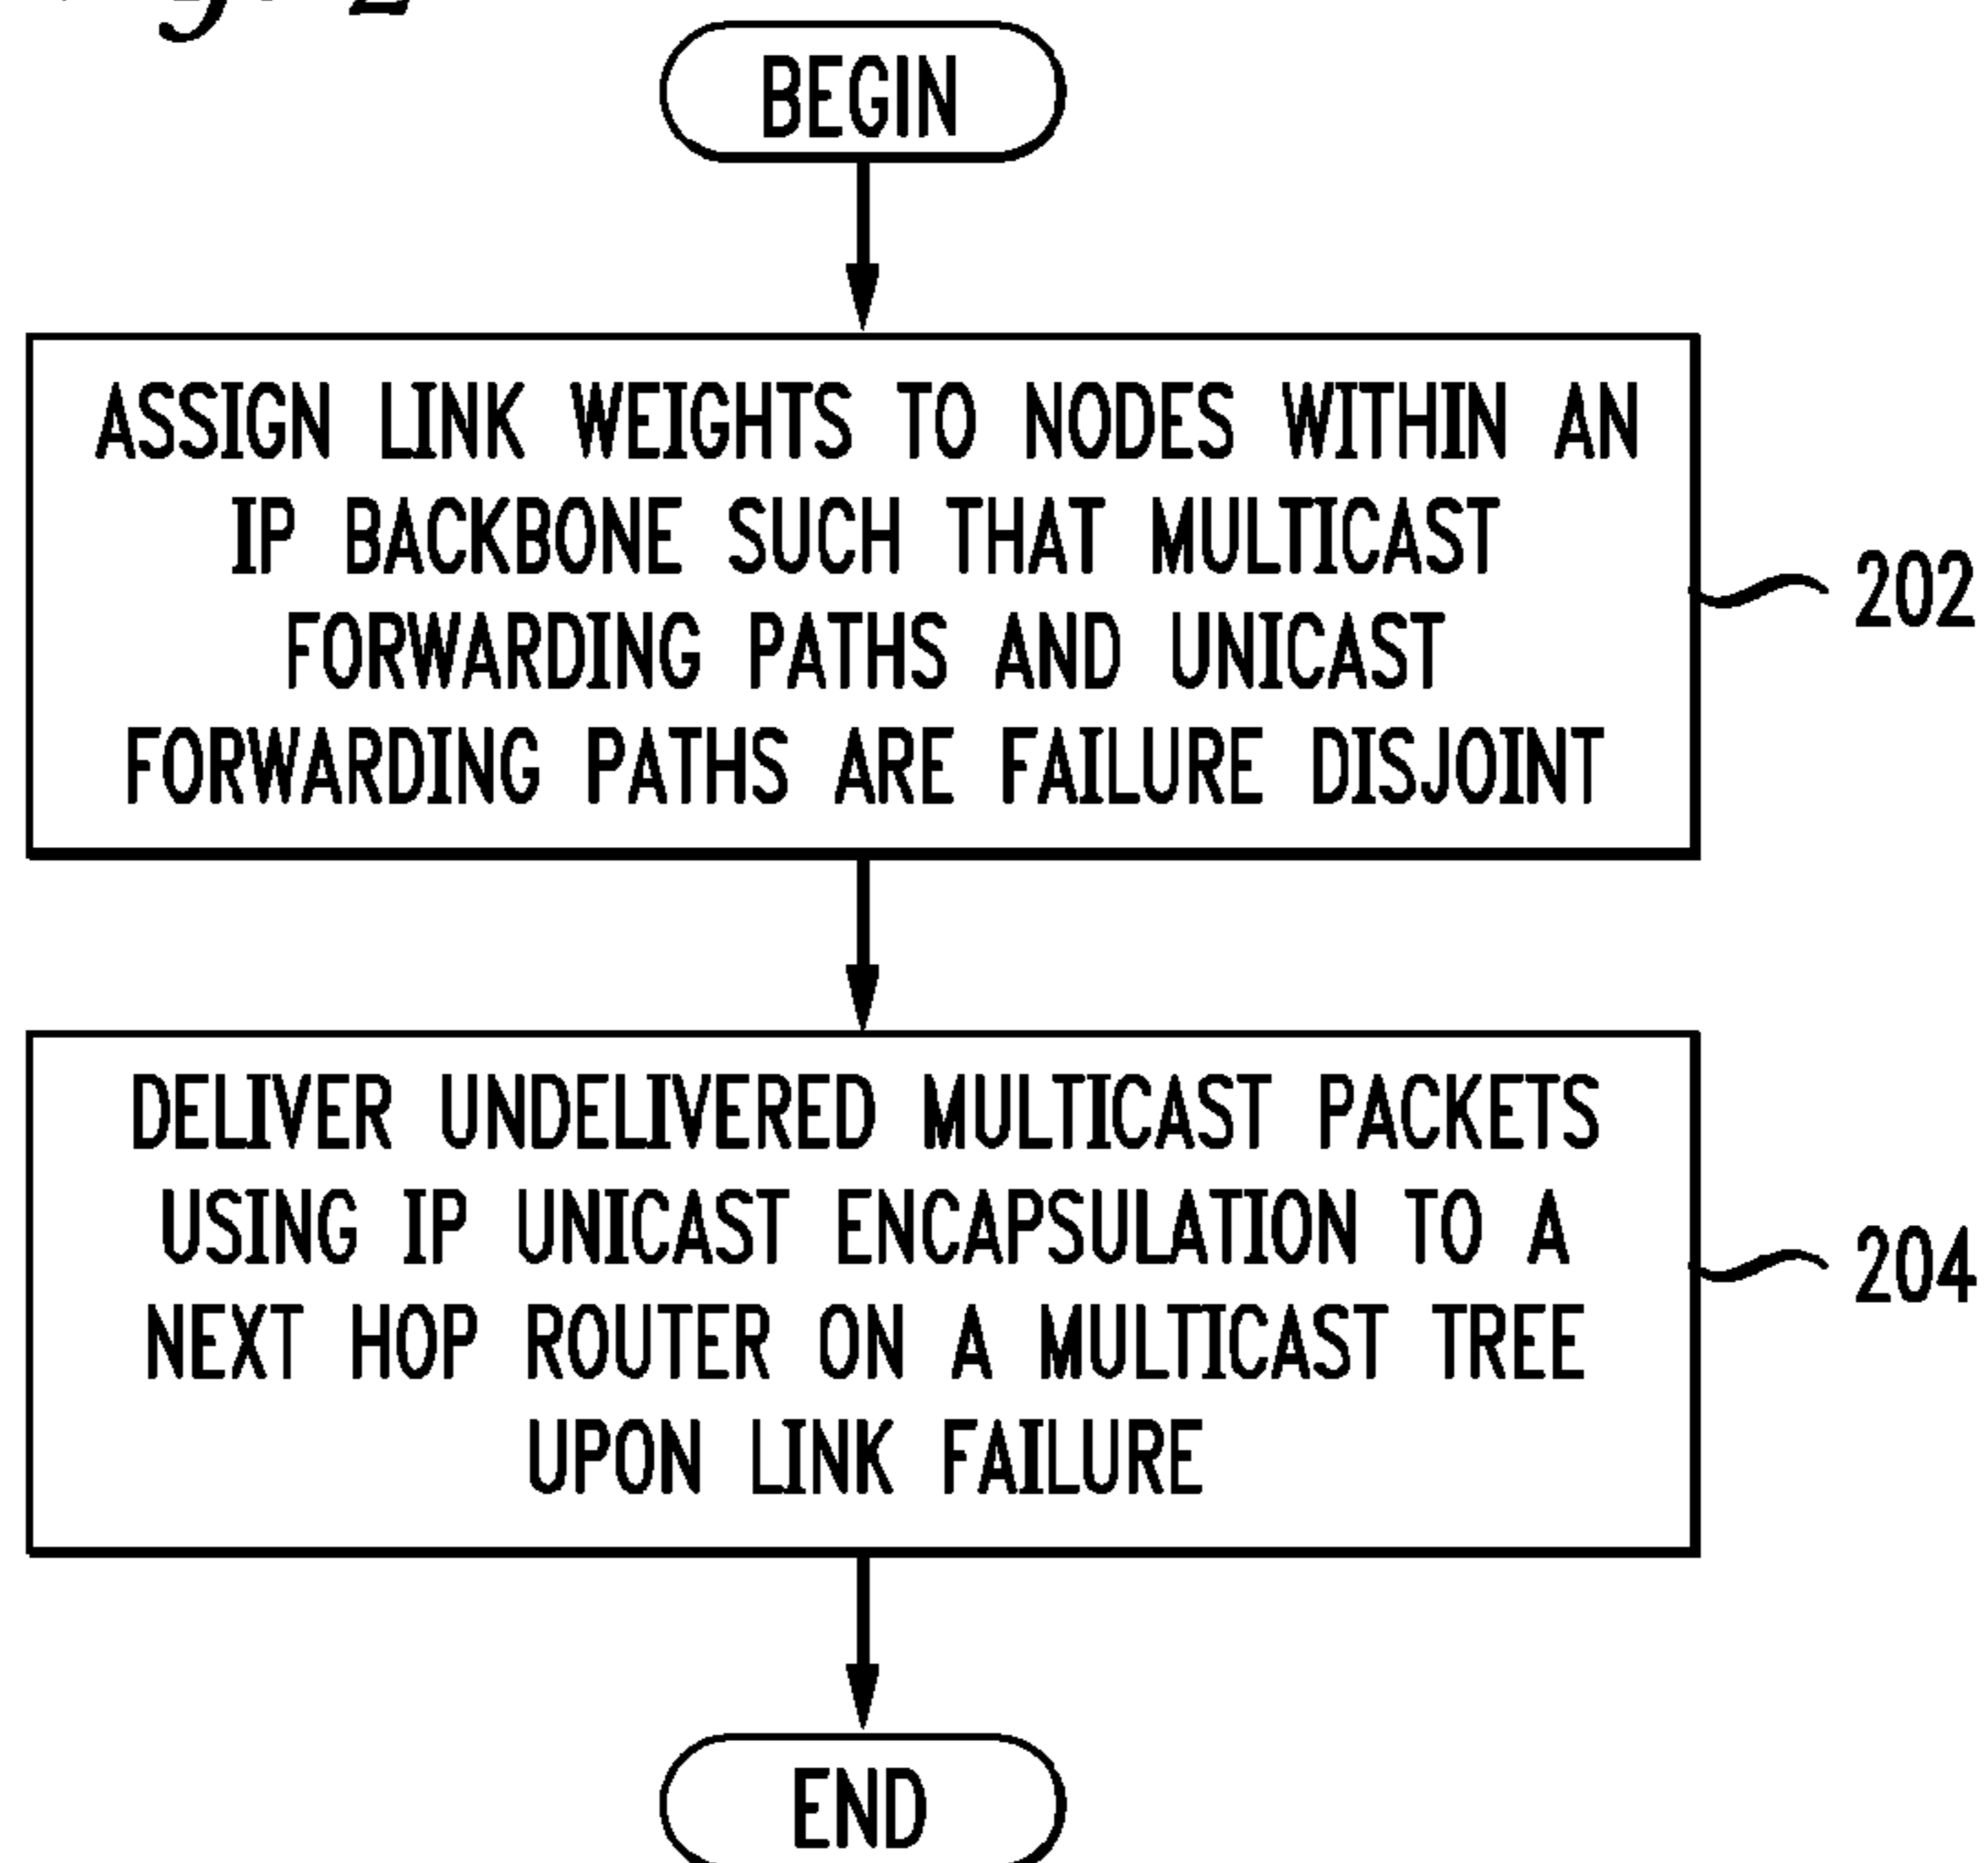 BEGIN
ASSIGN LINK WEIGHTS TO NODES WITHIN AN
IP BACKBONE SUCH THAT MULTICAST
FORWARDING PATHS AND UNICAST
FORWARDING PATHS ARE FAILURE DISJOINT
202
DELIVER UNDELIVERED MULTICAST PACKETS
USING IP UNICAST ENCAPSULATION TO A
NEXT HOP ROUTER ON A MULTICAST TREE
UPON LINK FAILURE
204
END